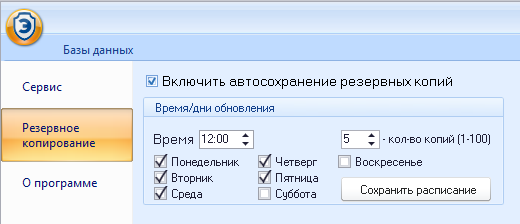 Э
Базы данных
Сервис
Резервное
копирование
О программе
Включить автосохранение резервных копий
Время/дни обновления
Время 12:00 5 - кол-во копий (1-100)
Понедельник Четверг Воскресенье
Вторник Пятница
Среда Суббота Сохранить расписание